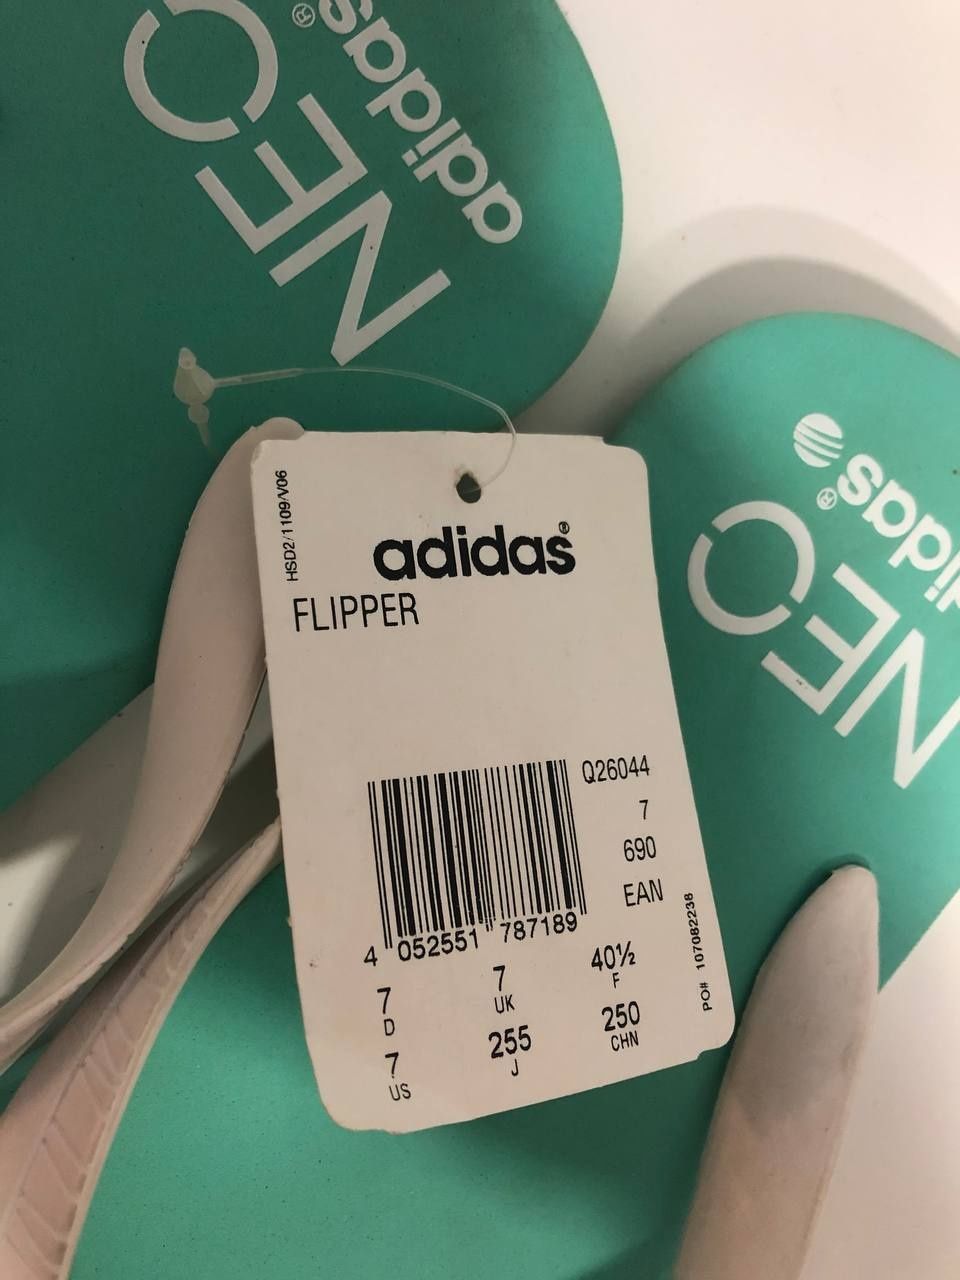 adidas®
NEO
adidas®
NEO
HSD2/1109/V06
adidas®
FLIPPER
Q26044
7
690
EAN
4 052551 787189
PO# 107082238
7 D
7 UK
40½ F
7 US
255 J
250 CHN